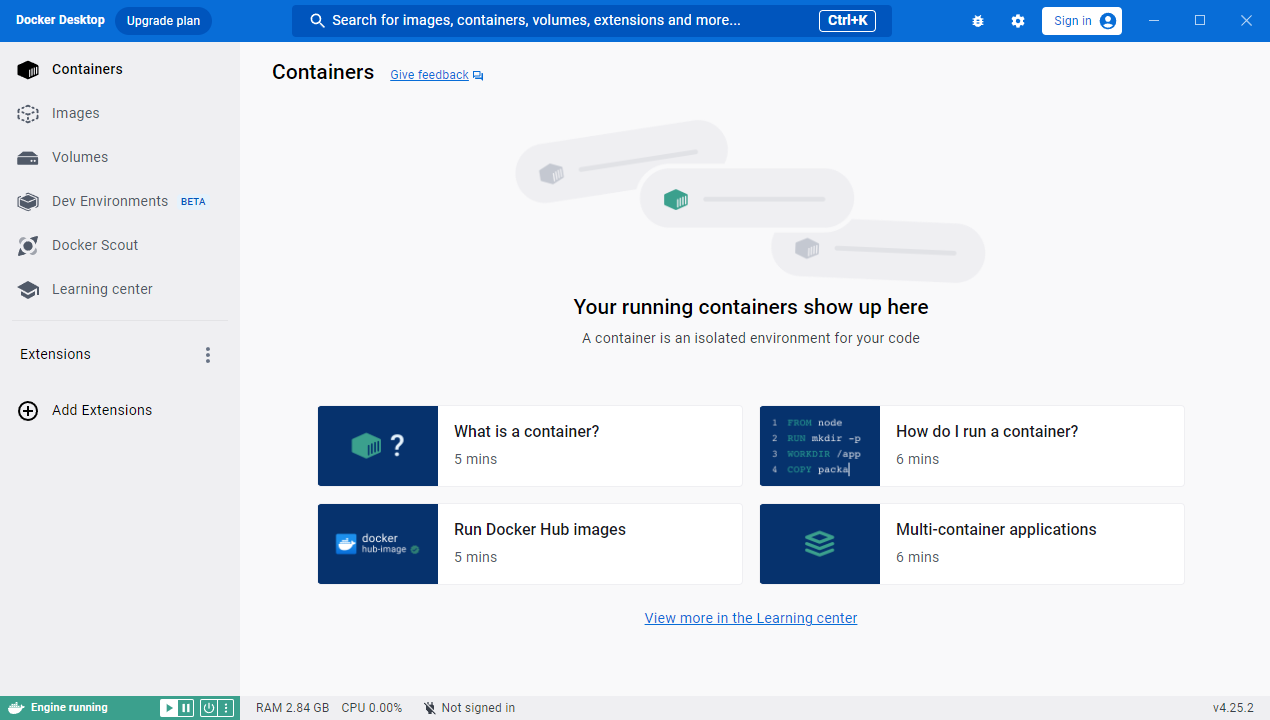 Docker Desktop
Upgrade plan
Search for images, containers, volumes, extensions and more...
Ctrl+K
Sign in
Containers
Images
Volumes
Dev Environments BETA
Docker Scout
Learning center
Extensions
Add Extensions
Containers
Give feedback
Your running containers show up here
A container is an isolated environment for your code
?
What is a container?
5 mins
1 FROM node
2 RUN mkdir -p
3 WORKDIR /app
4 COPY packa
How do I run a container?
6 mins
docker
hub-image
Run Docker Hub images
5 mins
Multi-container applications
6 mins
View more in the Learning center
Engine running
RAM 2.84 GB CPU 0.00%
Not signed in
v4.25.2